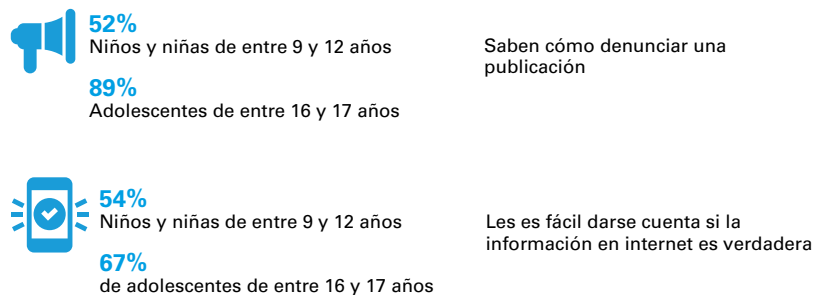 52%
Niños y niñas de entre 9 y 12 años
Saben cómo denunciar una
publicación
89%
Adolescentes de entre 16 y 17 años
54%
Niños y niñas de entre 9 y 12 años
Les es fácil darse cuenta si la
información en internet es verdadera
67%
de adolescentes de entre 16 y 17 años